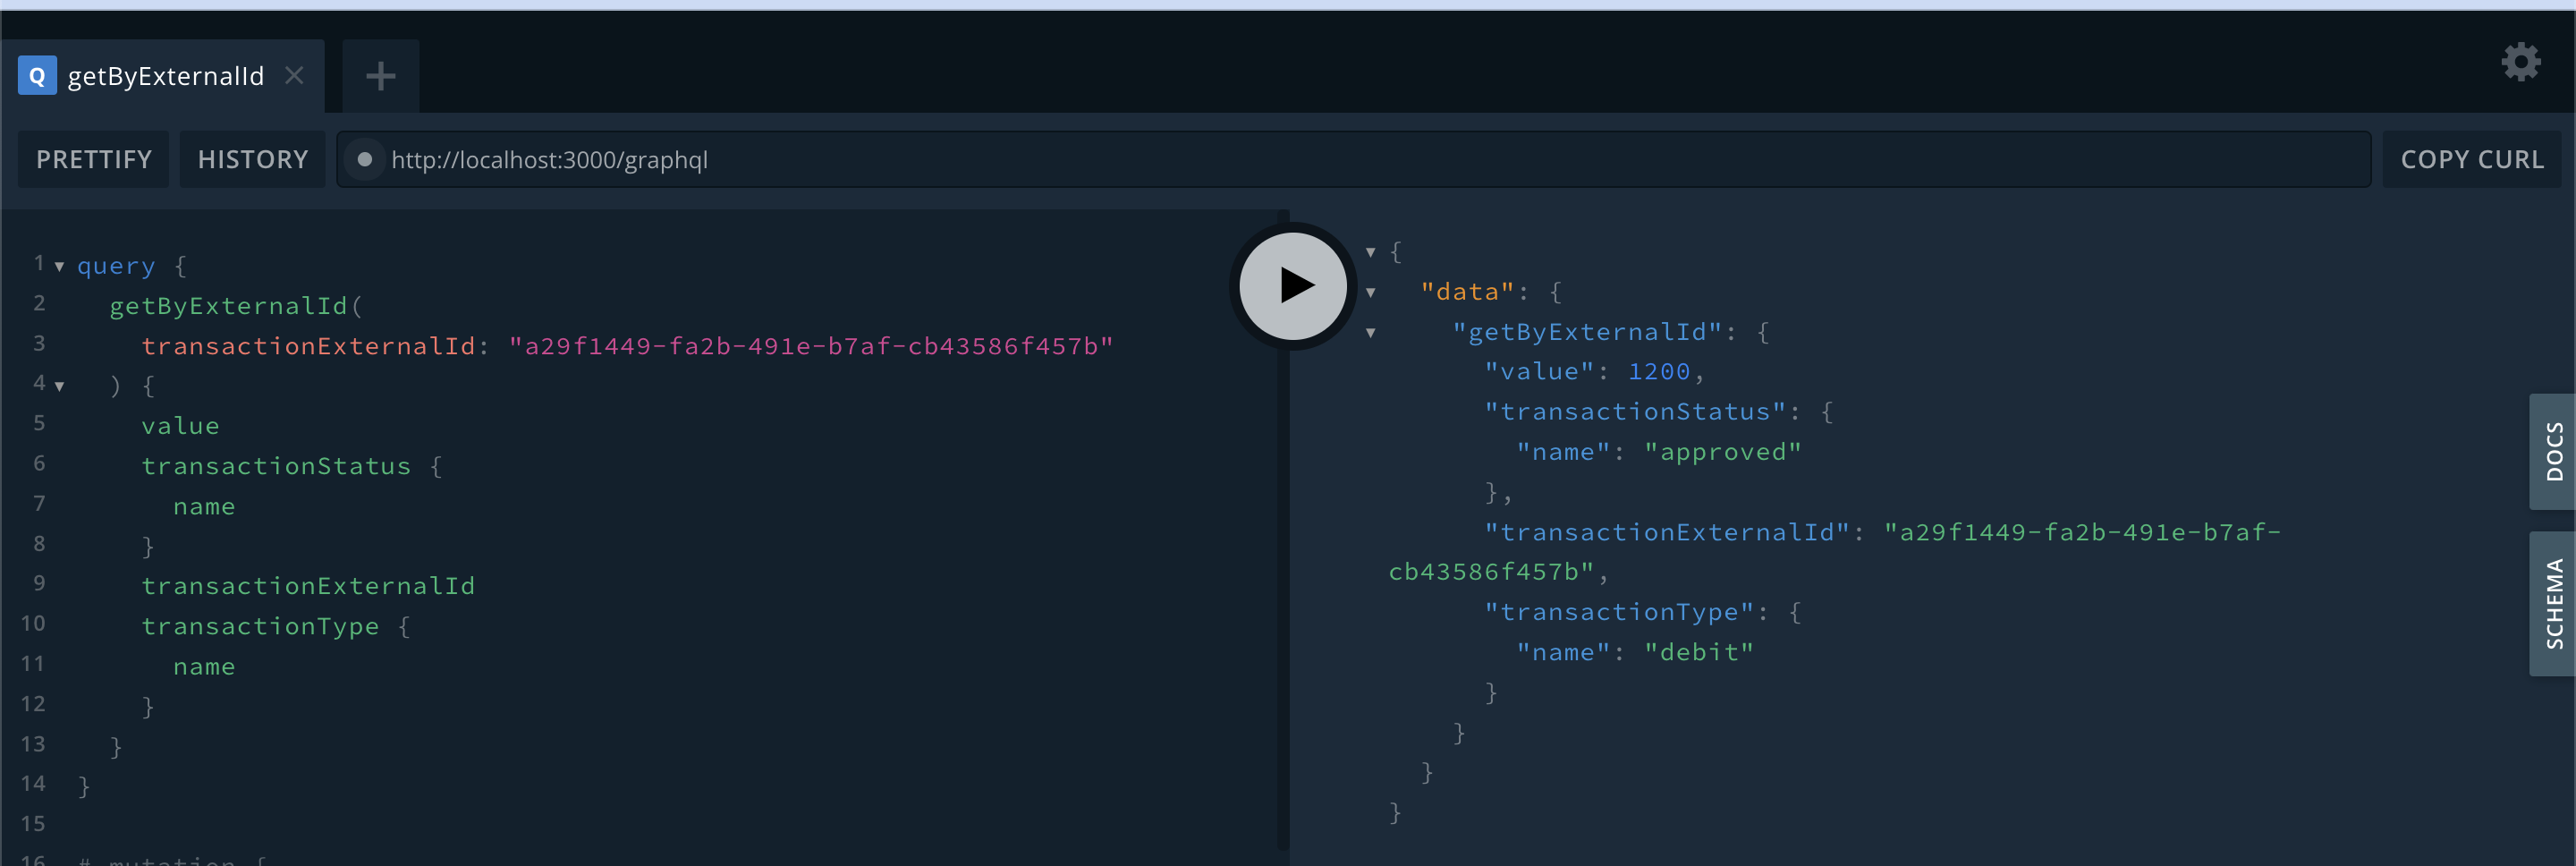 Q getByExternalId
PRETTIFY HISTORY http://localhost:3000/graphql COPY CURL
1 query {
2 getByExternalId(
3 transactionExternalId: "a29f1449-fa2b-491e-b7af-cb43586f457b"
4 ) {
5 value
6 transactionStatus {
7 name
8 }
9 transactionExternalId
10 transactionType {
11 name
12 }
13 }
14 }
15
16 # mutation {
{
"data": {
"getByExternalId": {
"value": 1200,
"transactionStatus": {
"name": "approved"
},
"transactionExternalId": "a29f1449-fa2b-491e-b7af-
cb43586f457b",
"transactionType": {
"name": "debit"
}
}
}
}
DOCS
SCHEMA